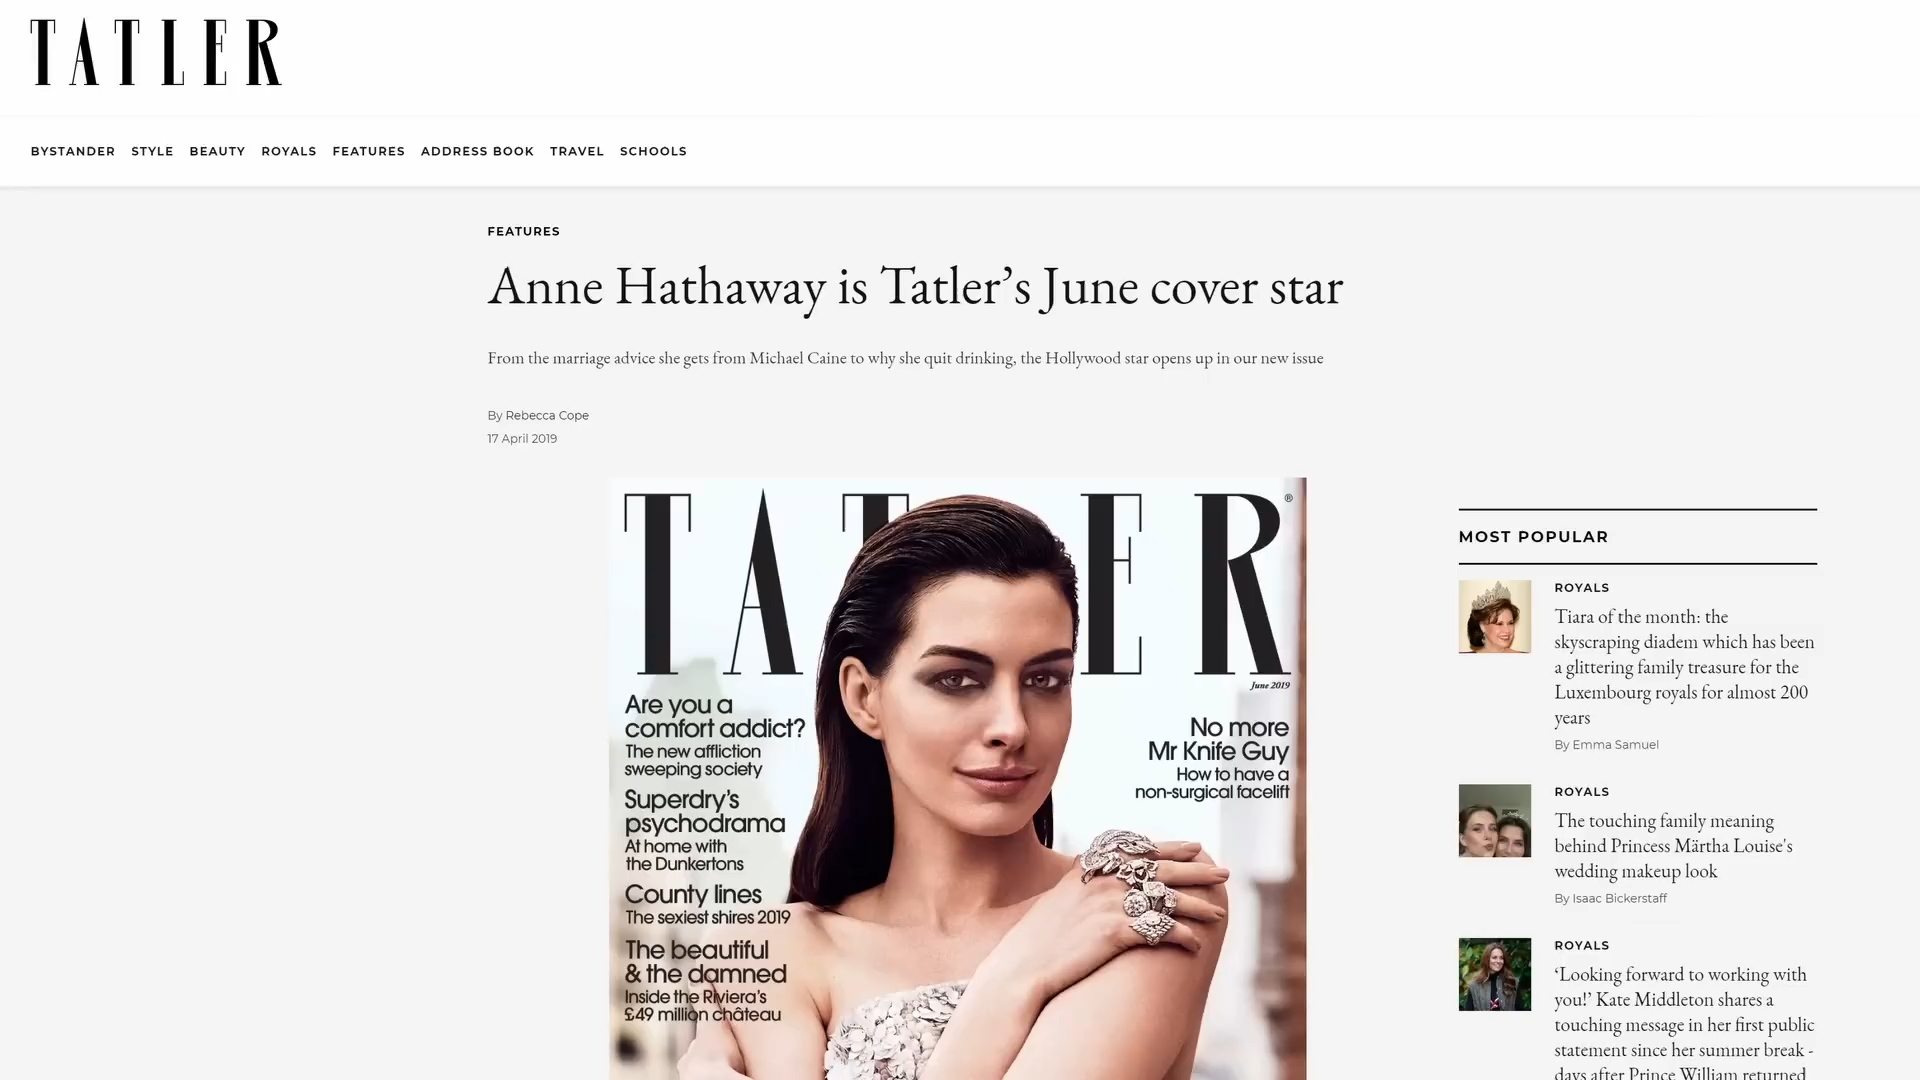 TATLER
BYSTANDER STYLE BEAUTY ROYALS FEATURES ADDRESS BOOK TRAVEL SCHOOLS
FEATURES
Anne Hathaway is Tatler’s June cover star
From the marriage advice she gets from Michael Caine to why she quit drinking, the Hollywood star opens up in our new issue
By Rebecca Cope
17 April 2019
TATLER®
June 2019
Are you a
comfort addict?
The new affliction
sweeping society
Superdry’s
psychodrama
At home with
the Dunkertons
County lines
The sexiest shires 2019
The beautiful
& the damned
Inside the Riviera’s
£49 million château
No more
Mr Knife Guy
How to have a
non-surgical facelift
MOST POPULAR
ROYALS
Tiara of the month: the
skyscraping diadem which has been
a glittering family treasure for the
Luxembourg royals for almost 200
years
By Emma Samuel
ROYALS
The touching family meaning
behind Princess Märtha Louise's
wedding makeup look
By Isaac Bickerstaff
ROYALS
‘Looking forward to working with
you!’ Kate Middleton shares a
touching message in her first public
statement since her summer break -
days after Prince William returned